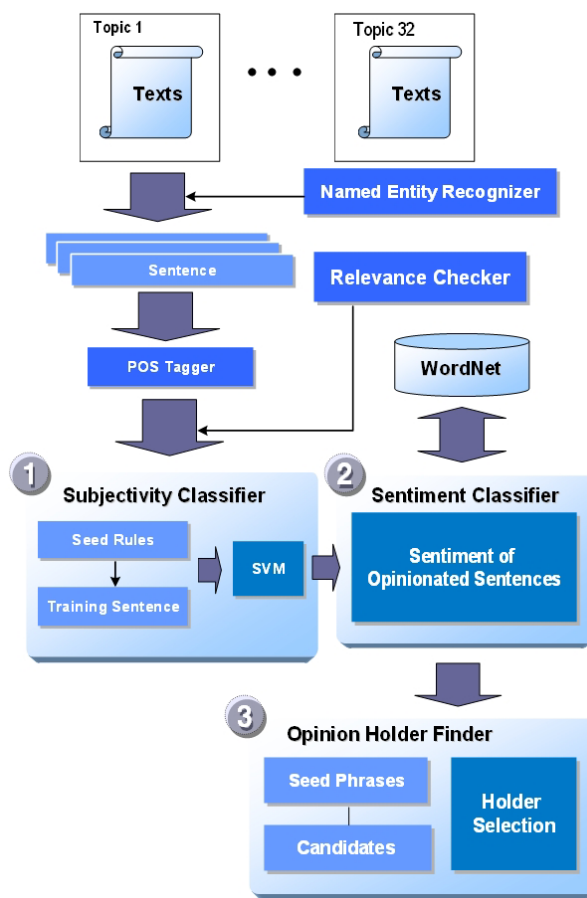 Topic 1
Texts
• • •
Topic 32
Texts
Named Entity Recognizer
Sentence
Relevance Checker
POS Tagger
WordNet
1
Subjectivity Classifier
Seed Rules
Training Sentence
SVM
2
Sentiment Classifier
Sentiment of
Opinionated Sentences
3
Opinion Holder Finder
Seed Phrases
Candidates
Holder
Selection